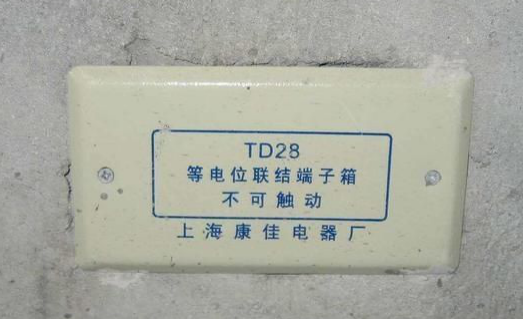 TD28
等电位联结端子箱
不可触动
上海康佳电器厂